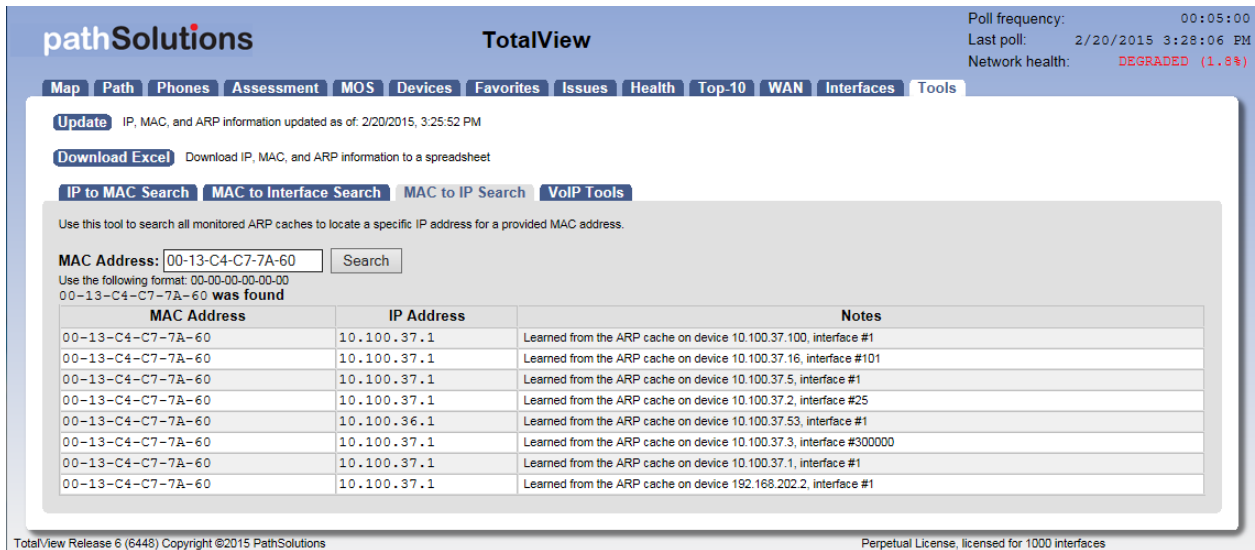 pathSolutions
TotalView
Poll frequency: 00:05:00
Last poll: 2/20/2015 3:28:06 PM
Network health: DEGRADED (1.8%)
Map Path Phones Assessment MOS Devices Favorites Issues Health Top-10 WAN Interfaces Tools
Update IP, MAC, and ARP information updated as of: 2/20/2015, 3:25:52 PM
Download Excel Download IP, MAC, and ARP information to a spreadsheet
IP to MAC Search MAC to Interface Search MAC to IP Search VoIP Tools
Use this tool to search all monitored ARP caches to locate a specific IP address for a provided MAC address.
MAC Address: 00-13-C4-C7-7A-60 Search
Use the following format: 00-00-00-00-00-00
00-13-C4-C7-7A-60 was found
MAC Address IP Address Notes
00-13-C4-C7-7A-60 10.100.37.1 Learned from the ARP cache on device 10.100.37.100, interface #1
00-13-C4-C7-7A-60 10.100.37.1 Learned from the ARP cache on device 10.100.37.16, interface #101
00-13-C4-C7-7A-60 10.100.37.1 Learned from the ARP cache on device 10.100.37.5, interface #1
00-13-C4-C7-7A-60 10.100.37.1 Learned from the ARP cache on device 10.100.37.2, interface #25
00-13-C4-C7-7A-60 10.100.36.1 Learned from the ARP cache on device 10.100.37.53, interface #1
00-13-C4-C7-7A-60 10.100.37.1 Learned from the ARP cache on device 10.100.37.3, interface #300000
00-13-C4-C7-7A-60 10.100.37.1 Learned from the ARP cache on device 10.100.37.1, interface #1
00-13-C4-C7-7A-60 10.100.37.1 Learned from the ARP cache on device 192.168.202.2, interface #1
TotalView Release 6 (6448) Copyright ©2015 PathSolutions
Perpetual License, licensed for 1000 interfaces